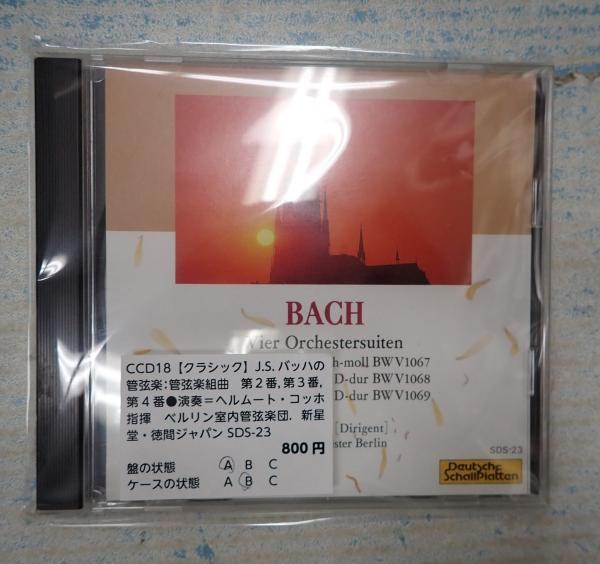 BACH
Vier Orchestersuiten
h-moll BWV1067
D-dur BWV1068
D-dur BWV1069
[Dirigent]
Berlin
SDS-23
Deutsche
Schallplatten
CCD18【クラシック】J.S.バッハの
管弦楽:管弦楽組曲 第2番,第3番,
第4番●演奏=ヘルムート・コッホ
指揮 ベルリン室内管弦楽団. 新星
堂・徳間ジャパン SDS-23
800円
盤の状態 A B C
ケースの状態 A B C